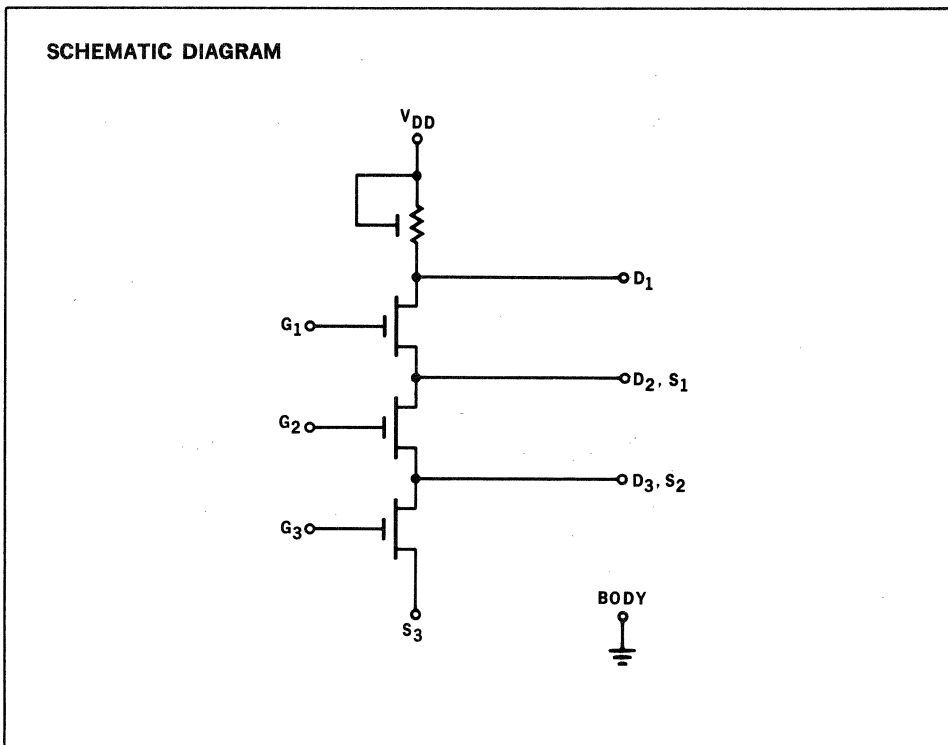 SCHEMATIC DIAGRAM
VDD
D1
G1
D2, S1
G2
D3, S2
G3
BODY
S3